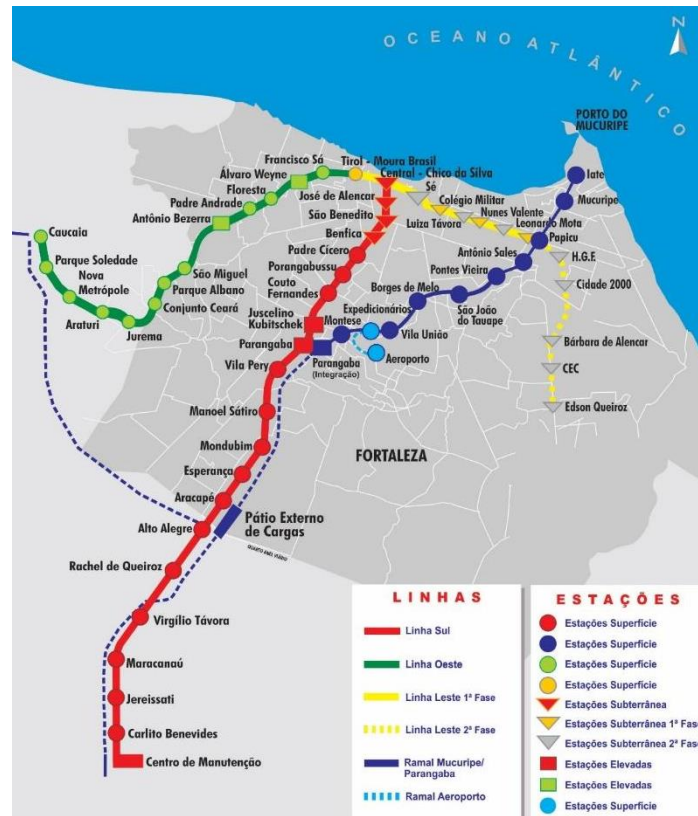 OCEANO ATLÂNTICO
N
PORTO DO
MUCURIPE
Iate
Mucuripe
Papicu
Francisco Sá
Tirol - Moura Brasil
Central - Chico da Silva
Álvaro Weyne
Floresta
José de Alencar
Sé
Colégio Militar
Padre Andrade
São Benedito
Luiza Távora
Nunes Valente
Leonardo Mota
Antônio Bezerra
Benfica
H.G.F.
Caucaia
Padre Cícero
Antônio Sales
Parque Soledade
São Miguel
Porangabussu
Pontes Vieira
Cidade 2000
Nova
Metrópole
Parque Albano
Couto
Fernandes
Borges de Melo
Conjunto Ceará
Expedicionários
São João
do Tauape
Araturi
Jurema
Juscelino
Kubitschek
Montese
Vila União
Bárbara de Alencar
Parangaba
Parangaba
(Integração)
Aeroporto
Vila Pery
CEC
Manoel Sátiro
Edson Queiroz
Mondubim
FORTALEZA
Esperança
Aracapé
Pátio Externo
de Cargas
Alto Alegre
Rachel de Queiroz
Virgílio Távora
Maracanaú
Jereissati
Carlito Benevides
Centro de Manutenção
LINHAS
Linha Sul
Linha Oeste
Linha Leste 1ª Fase
Linha Leste 2ª Fase
Ramal Mucuripe/
Parangaba
Ramal Aeroporto
ESTAÇÕES
Estações Superfície
Estações Superfície
Estações Superfície
Estações Superfície
Estações Subterrânea
Estações Subterrânea 1ª Fase
Estações Subterrânea 2ª Fase
Estações Elevadas
Estações Elevadas
Estações Superfície